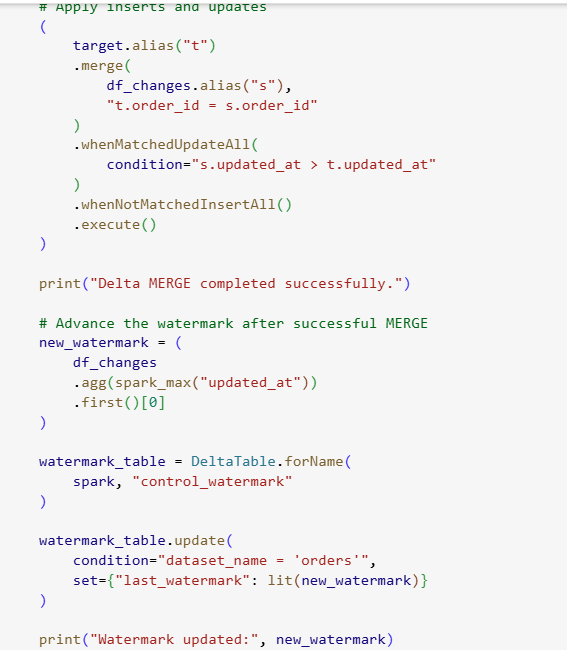 # Apply inserts and updates
(
    target.alias("t")
    .merge(
        df_changes.alias("s"),
        "t.order_id = s.order_id"
    )
    .whenMatchedUpdateAll(
        condition="s.updated_at > t.updated_at"
    )
    .whenNotMatchedInsertAll()
    .execute()
)

print("Delta MERGE completed successfully.")

# Advance the watermark after successful MERGE
new_watermark = (
    df_changes
    .agg(spark_max("updated_at"))
    .first()[0]
)

watermark_table = DeltaTable.forName(
    spark, "control_watermark"
)

watermark_table.update(
    condition="dataset_name = 'orders'",
    set={"last_watermark": lit(new_watermark)}
)

print("Watermark updated:", new_watermark)